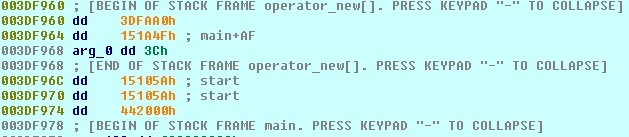 003DF960 ; [BEGIN OF STACK FRAME operator_new[]. PRESS KEYPAD "-" TO COLLAPSE]
003DF960 dd 3DFAA0h
003DF964 dd 151A4Fh ; main+AF
003DF968 arg_0 dd 3Ch
003DF968 ; [END OF STACK FRAME operator_new[]. PRESS KEYPAD "-" TO COLLAPSE]
003DF96C dd 15105Ah ; start
003DF970 dd 15105Ah ; start
003DF974 dd 442000h
003DF978 ; [BEGIN OF STACK FRAME main. PRESS KEYPAD "-" TO COLLAPSE]